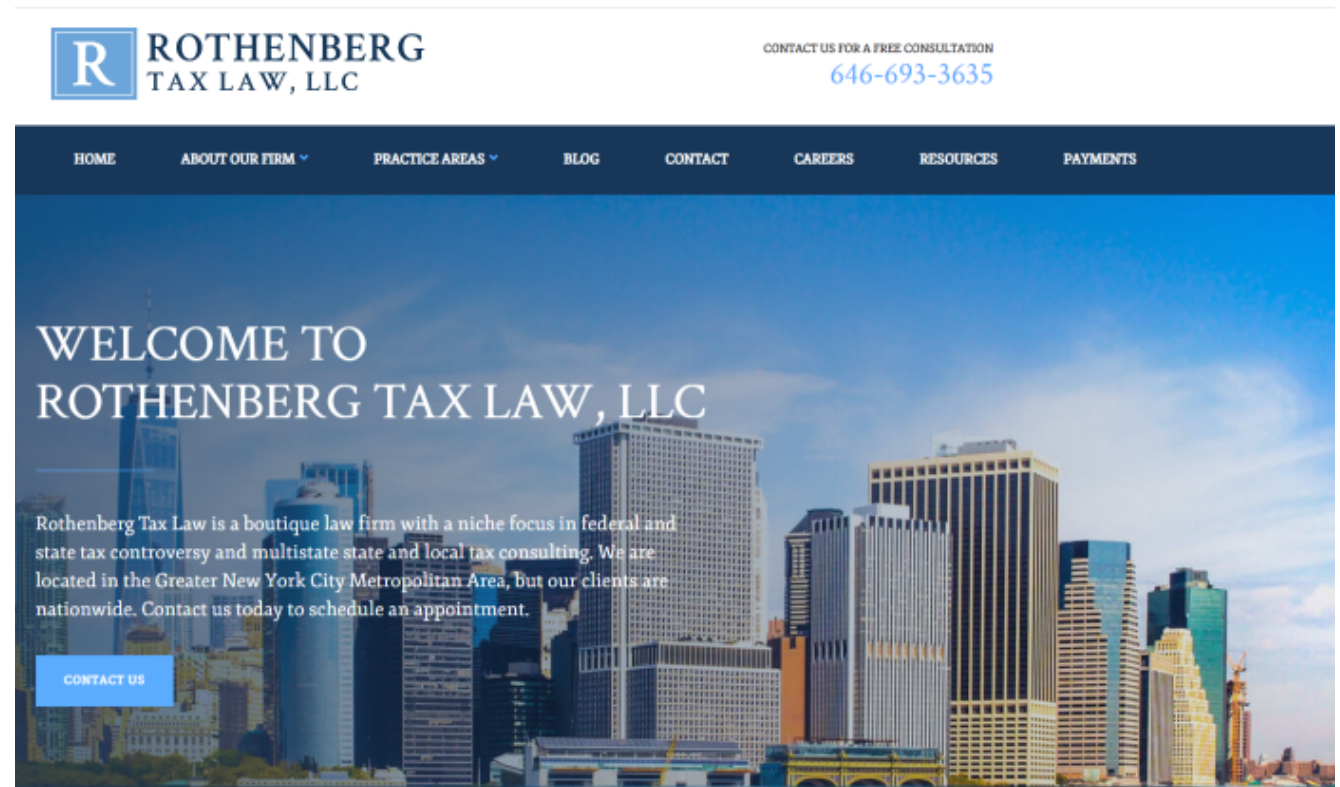 R
ROTHENBERG
TAX LAW, LLC
CONTACT US FOR A FREE CONSULTATION
646-693-3635
HOME ABOUT OUR FIRM PRACTICE AREAS BLOG CONTACT CAREERS RESOURCES PAYMENTS
WELCOME TO
ROTHENBERG TAX LAW, LLC
Rothenberg Tax Law is a boutique law firm with a niche focus in federal and
state tax controversy and multistate state and local tax consulting. We are
located in the Greater New York City Metropolitan Area, but our clients are
nationwide. Contact us today to schedule an appointment.
CONTACT US